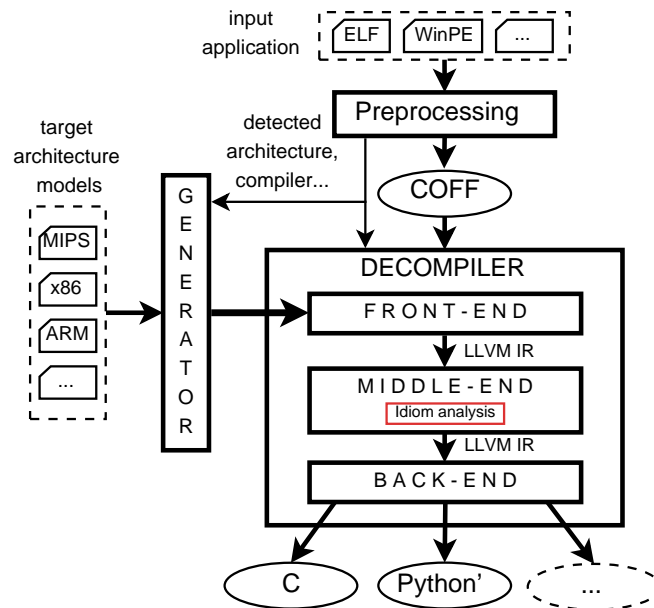 input
application
ELF
WinPE
...
Preprocessing
detected
architecture,
compiler...
target
architecture
models
COFF
GENERATOR
MIPS
x86
ARM
...
DECOMPILER
FRONT-END
LLVM IR
MIDDLE-END
Idiom analysis
LLVM IR
BACK-END
C
Python’
...